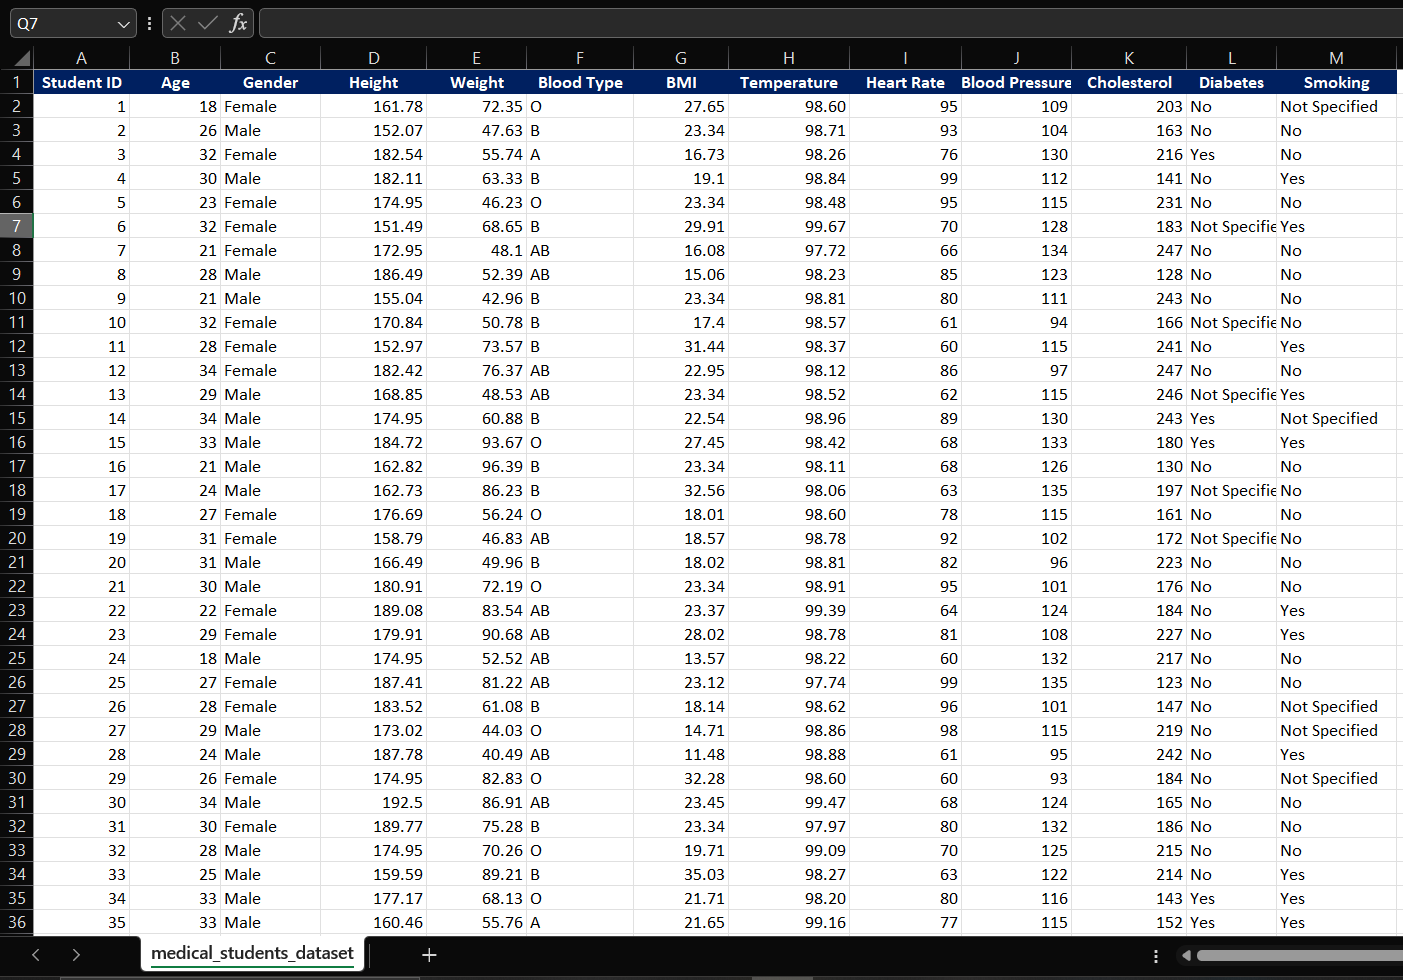 Q7 fx
A B C D E F G H I J K L M
1 Student ID Age Gender Height Weight Blood Type BMI Temperature Heart Rate Blood Pressure Cholesterol Diabetes Smoking
2 1 18 Female 161.78 72.35 O 27.65 98.60 95 109 203 No Not Specified
3 2 26 Male 152.07 47.63 B 23.34 98.71 93 104 163 No No
4 3 32 Female 182.54 55.74 A 16.73 98.26 76 130 216 Yes No
5 4 30 Male 182.11 63.33 B 19.1 98.84 99 112 141 No Yes
6 5 23 Female 174.95 46.23 O 23.34 98.48 95 115 231 No No
7 6 32 Female 151.49 68.65 B 29.91 99.67 70 128 183 Not Specifie Yes
8 7 21 Female 172.95 48.1 AB 16.08 97.72 66 134 247 No No
9 8 28 Male 186.49 52.39 AB 15.06 98.23 85 123 128 No No
10 9 21 Male 155.04 42.96 B 23.34 98.81 80 111 243 No No
11 10 32 Female 170.84 50.78 B 17.4 98.57 61 94 166 Not Specifie No
12 11 28 Female 152.97 73.57 B 31.44 98.37 60 115 241 No Yes
13 12 34 Female 182.42 76.37 AB 22.95 98.12 86 97 247 No No
14 13 29 Male 168.85 48.53 AB 23.34 98.52 62 115 246 Not Specifie Yes
15 14 34 Male 174.95 60.88 B 22.54 98.96 89 130 243 Yes Not Specified
16 15 33 Male 184.72 93.67 O 27.45 98.42 68 133 180 Yes Yes
17 16 21 Male 162.82 96.39 B 23.34 98.11 68 126 130 No No
18 17 24 Male 162.73 86.23 B 32.56 98.06 63 135 197 Not Specifie No
19 18 27 Female 176.69 56.24 O 18.01 98.60 78 115 161 No No
20 19 31 Female 158.79 46.83 AB 18.57 98.78 92 102 172 Not Specifie No
21 20 31 Male 166.49 49.96 B 18.02 98.81 82 96 223 No No
22 21 30 Male 180.91 72.19 O 23.34 98.91 95 101 176 No No
23 22 22 Female 189.08 83.54 AB 23.37 99.39 64 124 184 No Yes
24 23 29 Female 179.91 90.68 AB 28.02 98.78 81 108 227 No Yes
25 24 18 Male 174.95 52.52 AB 13.57 98.22 60 132 217 No No
26 25 27 Female 187.41 81.22 AB 23.12 97.74 99 135 123 No No
27 26 28 Female 183.52 61.08 B 18.14 98.62 96 101 147 No Not Specified
28 27 29 Male 173.02 44.03 O 14.71 98.86 98 115 219 No Not Specified
29 28 24 Male 187.78 40.49 AB 11.48 98.88 61 95 242 No Yes
30 29 26 Female 174.95 82.83 O 32.28 98.60 60 93 184 No Not Specified
31 30 34 Male 192.5 86.91 AB 23.45 99.47 68 124 165 No No
32 31 30 Female 189.77 75.28 B 23.34 97.97 80 132 186 No No
33 32 28 Male 174.95 70.26 O 19.71 99.09 70 125 215 No No
34 33 25 Male 159.59 89.21 B 35.03 98.27 63 122 214 No Yes
35 34 33 Male 177.17 68.13 O 21.71 98.20 80 116 143 Yes Yes
36 35 33 Male 160.46 55.76 A 21.65 99.16 77 115 152 Yes Yes
medical_students_dataset